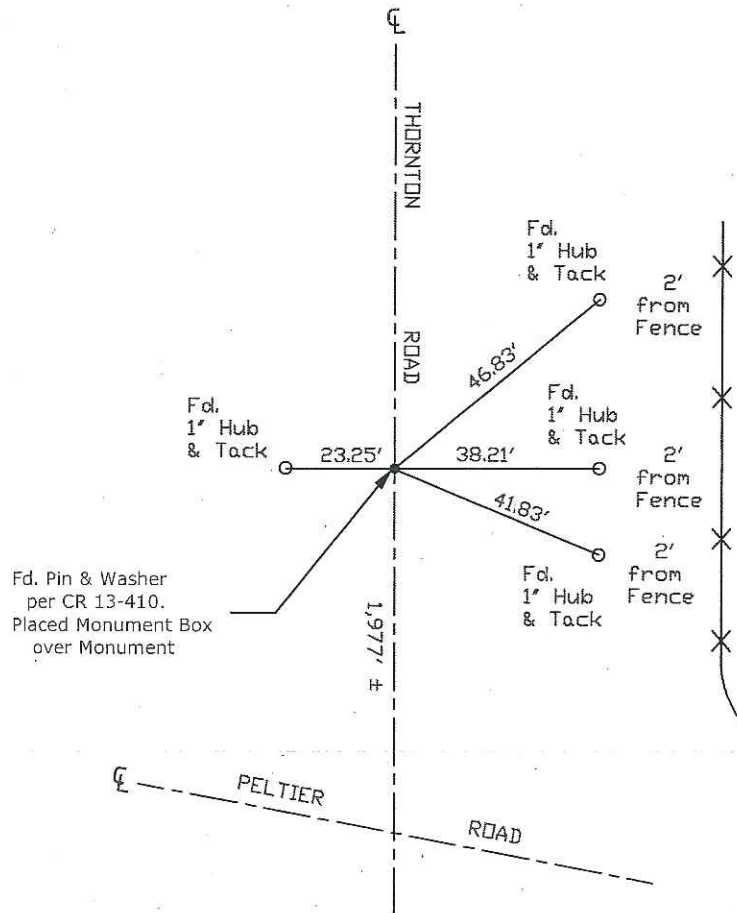 ℄
THORNTON
ROAD
Fd.
1" Hub
& Tack
2'
from
Fence
46.83'
Fd.
1" Hub
& Tack
23.25'
Fd.
1" Hub
& Tack
38.21'
2'
from
Fence
41.83'
Fd.
1" Hub
& Tack
2'
from
Fence
Fd. Pin & Washer
per CR 13-410.
Placed Monument Box
over Monument
1,977' ±
℄
PELTIER
ROAD